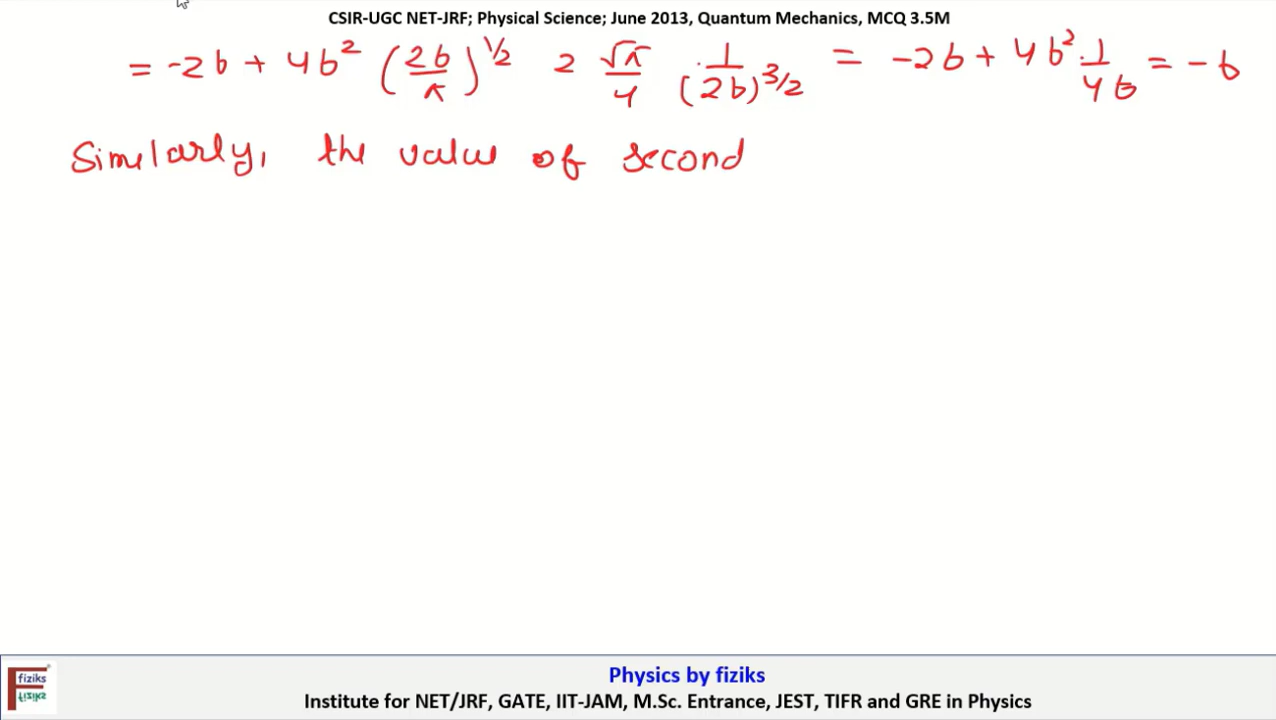 CSIR-UGC NET-JRF; Physical Science; June 2013, Quantum Mechanics, MCQ 3.5M
= -2b + 4b² (2b/π)^1/2 2 √π/4 · 1/(2b)^3/2 = -2b + 4b² · 1/4b = -b
Similarly, the value of second
fiziks
Physics by fiziks
Institute for NET/JRF, GATE, IIT-JAM, M.Sc. Entrance, JEST, TIFR and GRE in Physics